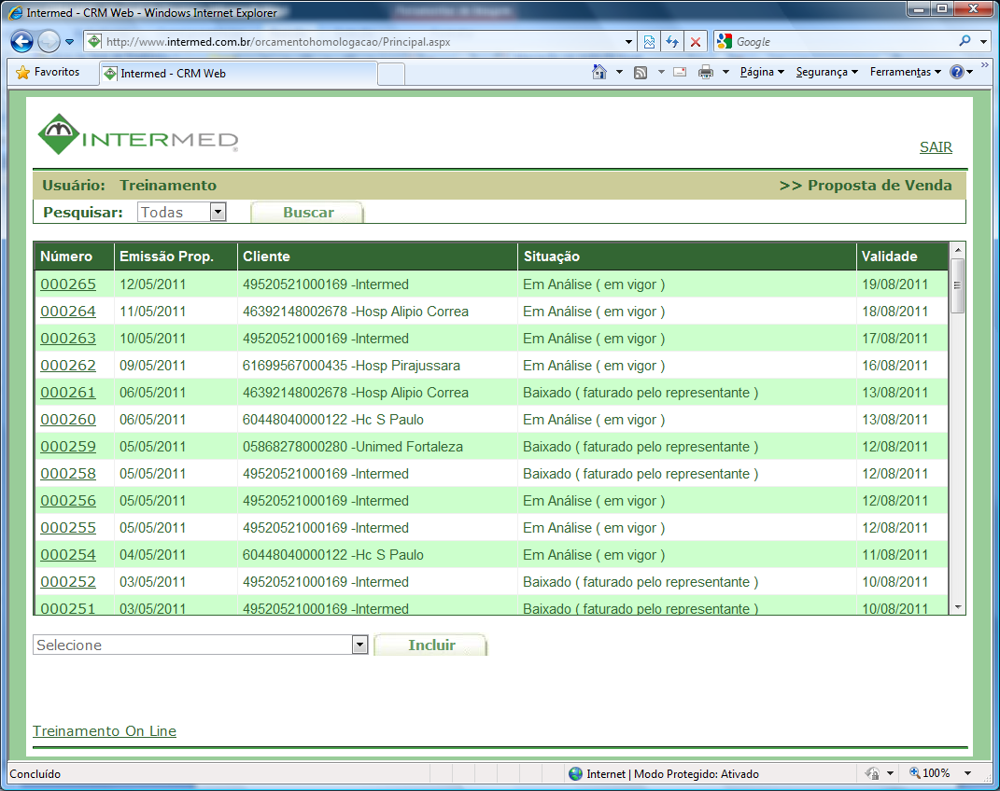 Intermed - CRM Web - Windows Internet Explorer
http://www.intermed.com.br/orcamentohomologacao/Principal.aspx Google
Favoritos Intermed - CRM Web Página Segurança Ferramentas
INTERMED
SAIR
Usuário: Treinamento >> Proposta de Venda
Pesquisar: Todas Buscar
Número Emissão Prop. Cliente Situação Validade
000265 12/05/2011 49520521000169 -Intermed Em Análise ( em vigor ) 19/08/2011
000264 11/05/2011 46392148002678 -Hosp Alipio Correa Em Análise ( em vigor ) 18/08/2011
000263 10/05/2011 49520521000169 -Intermed Em Análise ( em vigor ) 17/08/2011
000262 09/05/2011 61699567000435 -Hosp Pirajussara Em Análise ( em vigor ) 16/08/2011
000261 06/05/2011 46392148002678 -Hosp Alipio Correa Baixado ( faturado pelo representante ) 13/08/2011
000260 06/05/2011 60448040000122 -Hc S Paulo Em Análise ( em vigor ) 13/08/2011
000259 05/05/2011 05868278000280 -Unimed Fortaleza Baixado ( faturado pelo representante ) 12/08/2011
000258 05/05/2011 49520521000169 -Intermed Baixado ( faturado pelo representante ) 12/08/2011
000256 05/05/2011 49520521000169 -Intermed Em Análise ( em vigor ) 12/08/2011
000255 05/05/2011 49520521000169 -Intermed Em Análise ( em vigor ) 12/08/2011
000254 04/05/2011 60448040000122 -Hc S Paulo Em Análise ( em vigor ) 11/08/2011
000252 03/05/2011 49520521000169 -Intermed Baixado ( faturado pelo representante ) 10/08/2011
000251 03/05/2011 49520521000169 -Intermed Baixado ( faturado pelo representante ) 10/08/2011
Selecione Incluir
Treinamento On Line
Concluído Internet | Modo Protegido: Ativado 100%